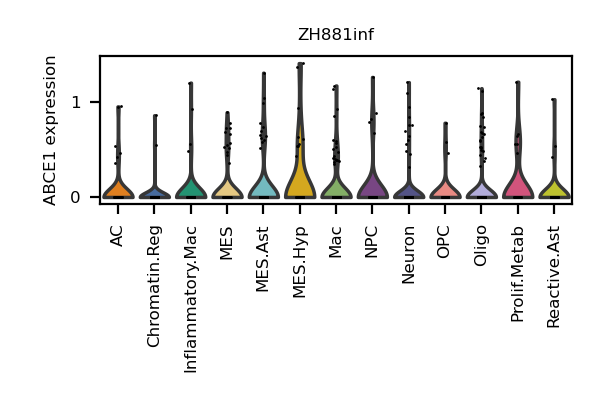 ZH881inf
ABCE1 expression
1
0
AC
Chromatin.Reg
Inflammatory.Mac
MES
MES.Ast
MES.Hyp
Mac
NPC
Neuron
OPC
Oligo
Prolif.Metab
Reactive.Ast